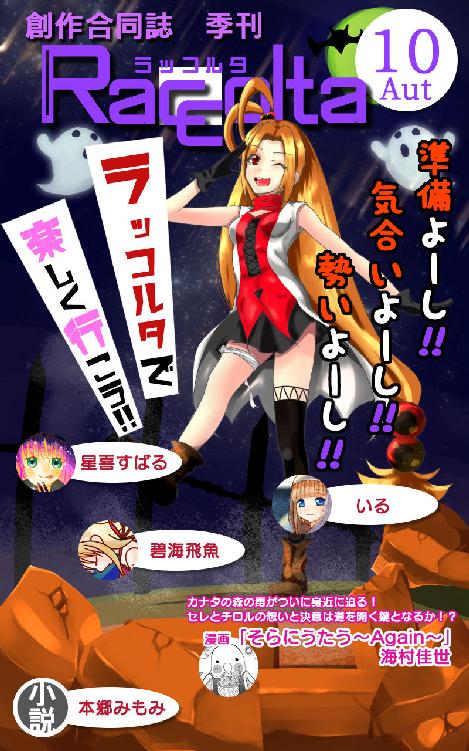 創作合同誌 季刊
ラッコルタ
Raccolta
10
Aut
準備よーし!!
気合いよーし!!
勢いよーし!!
ラッコルタで
楽しく行こう!!
星喜すばる
いる
碧海飛魚
カナタの森の毒がついに身近に迫る!
セレとチロルの想いと決意は道を開く鍵となるか!?
漫画「そらにうたう〜Again〜」
海村佳世
小説
本郷みもみ